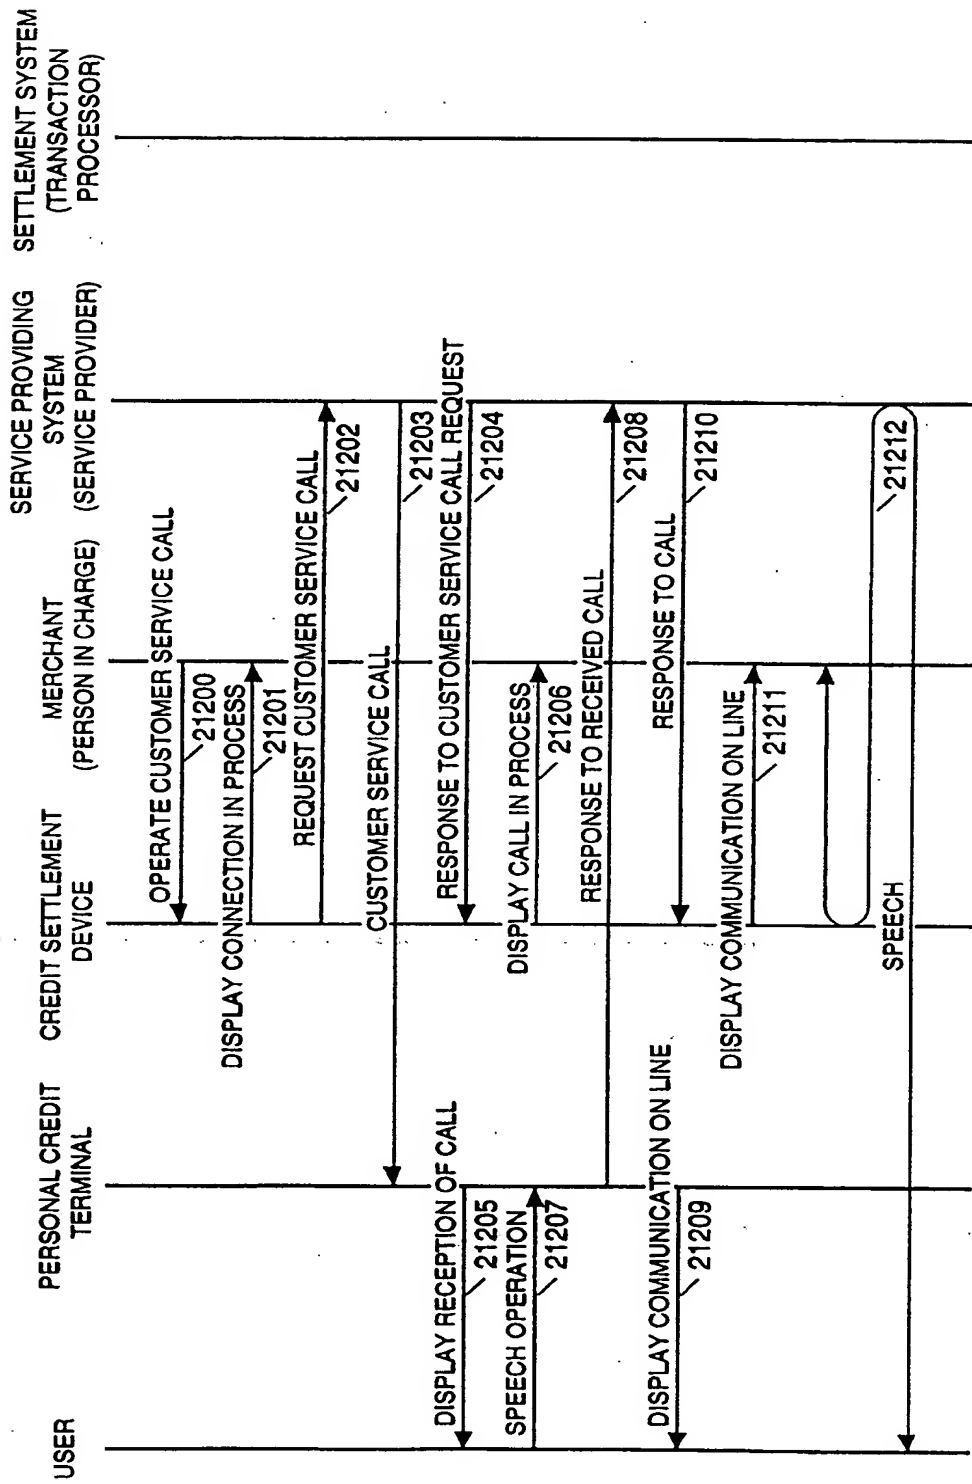 USER
PERSONAL CREDIT
TERMINAL
CREDIT SETTLEMENT
DEVICE
MERCHANT
(PERSON IN CHARGE)
SERVICE PROVIDING
SYSTEM
(SERVICE PROVIDER)
SETTLEMENT SYSTEM
(TRANSACTION
PROCESSOR)
OPERATE CUSTOMER SERVICE CALL
21200
DISPLAY CONNECTION IN PROCESS
21201
REQUEST CUSTOMER SERVICE CALL
21202
CUSTOMER SERVICE CALL
21203
RESPONSE TO CUSTOMER SERVICE CALL REQUEST
21204
DISPLAY RECEPTION OF CALL
21205
DISPLAY CALL IN PROCESS
21206
SPEECH OPERATION
21207
RESPONSE TO RECEIVED CALL
21208
DISPLAY COMMUNICATION ON LINE
21209
RESPONSE TO CALL
21210
DISPLAY COMMUNICATION ON LINE
21211
SPEECH
21212